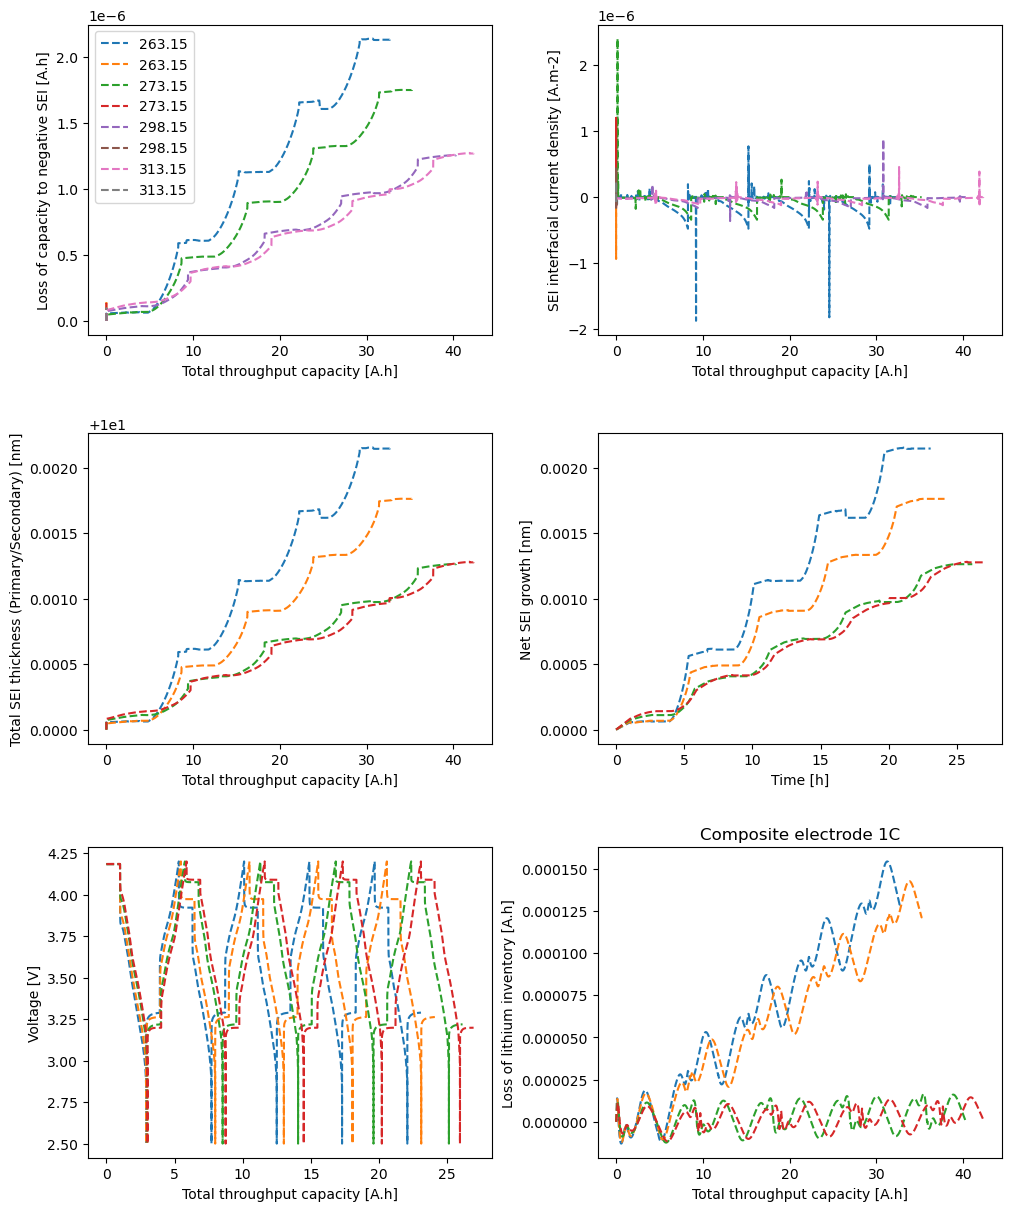 1e−6
Loss of capacity to negative SEI [A.h]
2.0
1.5
1.0
0.5
0.0
263.15
263.15
273.15
273.15
298.15
298.15
313.15
313.15
0 10 20 30 40
Total throughput capacity [A.h]
1e−6
SEI interfacial current density [A.m-2]
2
1
0
−1
−2
0 10 20 30 40
Total throughput capacity [A.h]
+1e1
Total SEI thickness (Primary/Secondary) [nm]
0.0020
0.0015
0.0010
0.0005
0.0000
0 10 20 30 40
Total throughput capacity [A.h]
Net SEI growth [nm]
0.0020
0.0015
0.0010
0.0005
0.0000
0 5 10 15 20 25
Time [h]
Voltage [V]
4.25
4.00
3.75
3.50
3.25
3.00
2.75
2.50
0 5 10 15 20 25
Total throughput capacity [A.h]
Composite electrode 1C
Loss of lithium inventory [A.h]
0.000150
0.000125
0.000100
0.000075
0.000050
0.000025
0.000000
0 10 20 30 40
Total throughput capacity [A.h]